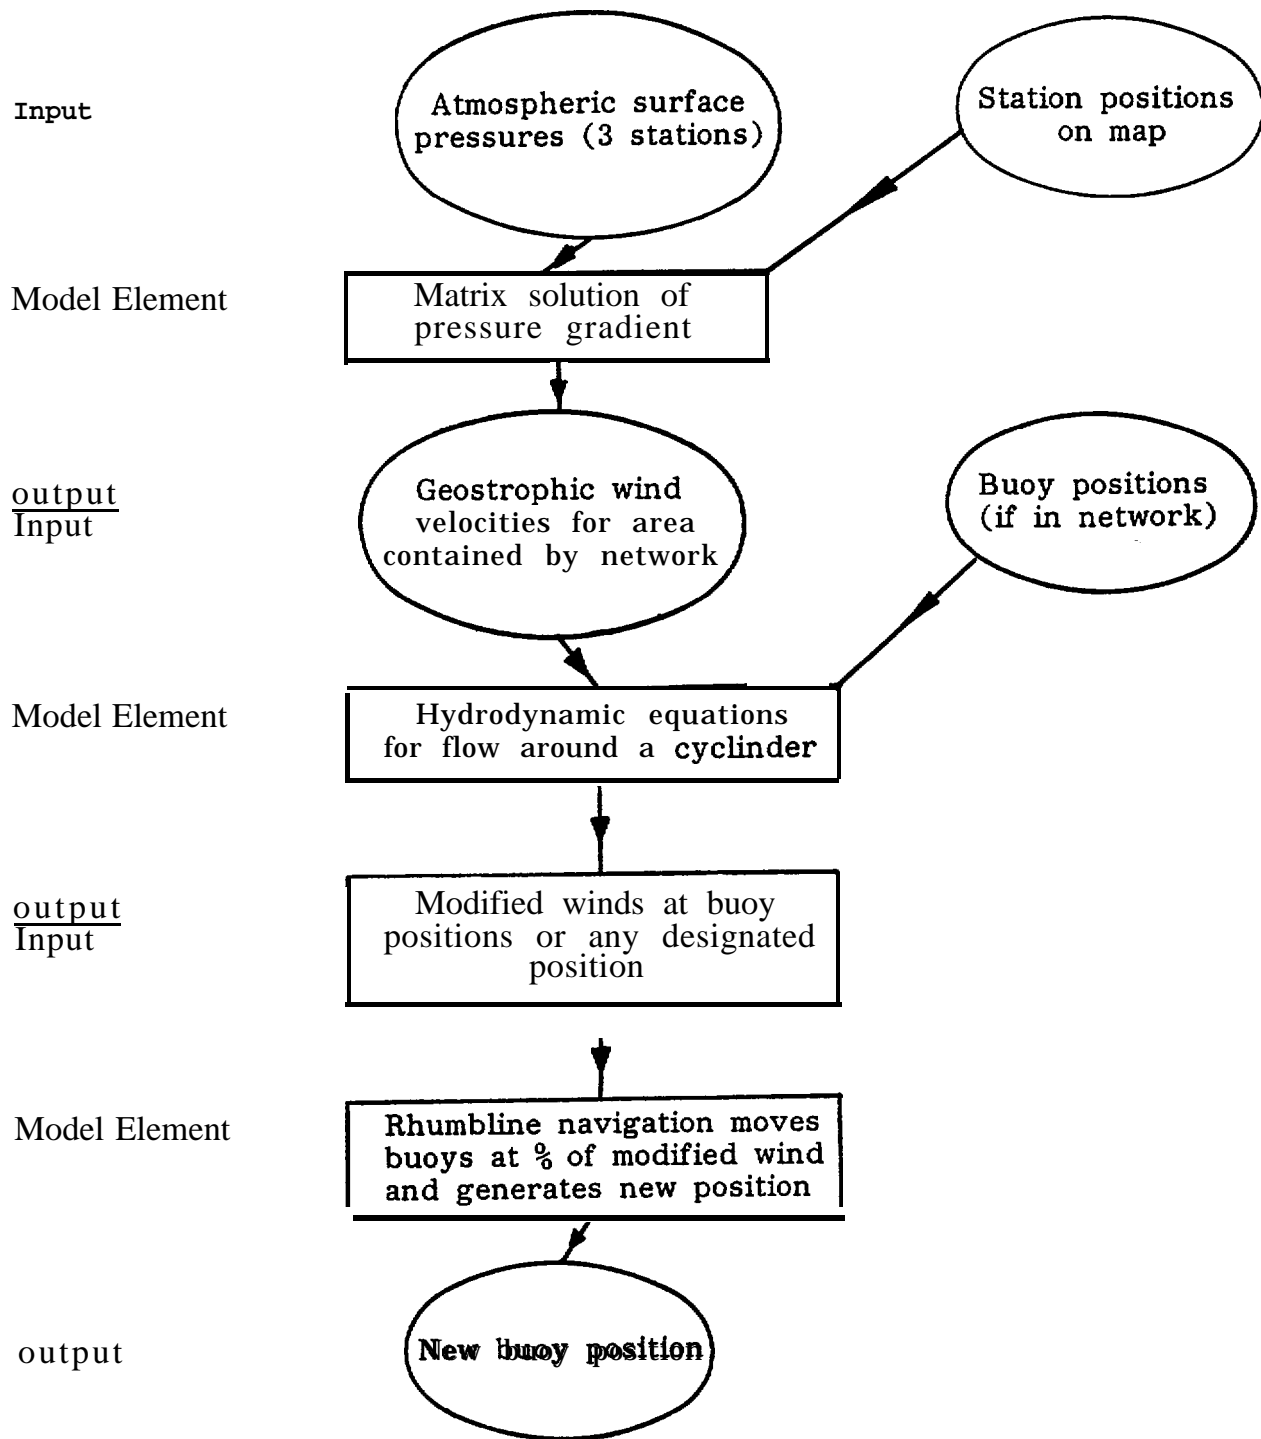 Input
Atmospheric surface
pressures (3 stations)
Station positions
on map
Model Element
Matrix solution of
pressure gradient
output
Input
Geostrophic wind
velocities for area
contained by network
Buoy positions
(if in network)
Model Element
Hydrodynamic equations
for flow around a cyclinder
output
Input
Modified winds at buoy
positions or any designated
position
Model Element
Rhumbline navigation moves
buoys at % of modified wind
and generates new position
output
New buoy position